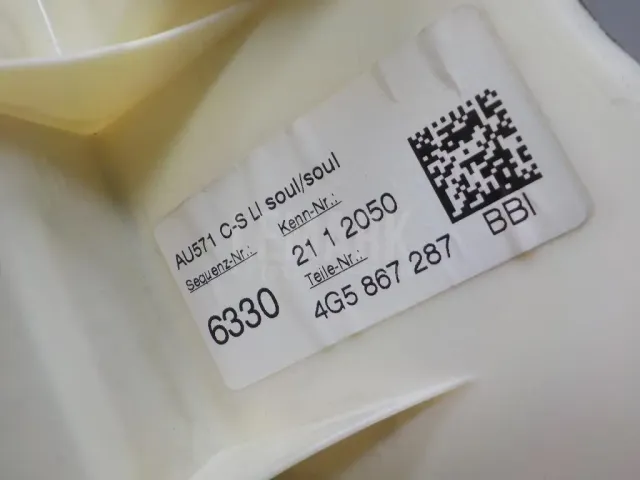 AU571 C-S LI soul/soul
Sequenz-Nr.: Kenn-Nr.:
6330 21 1 2050
Teile-Nr.:
4G5 867 287
BBI